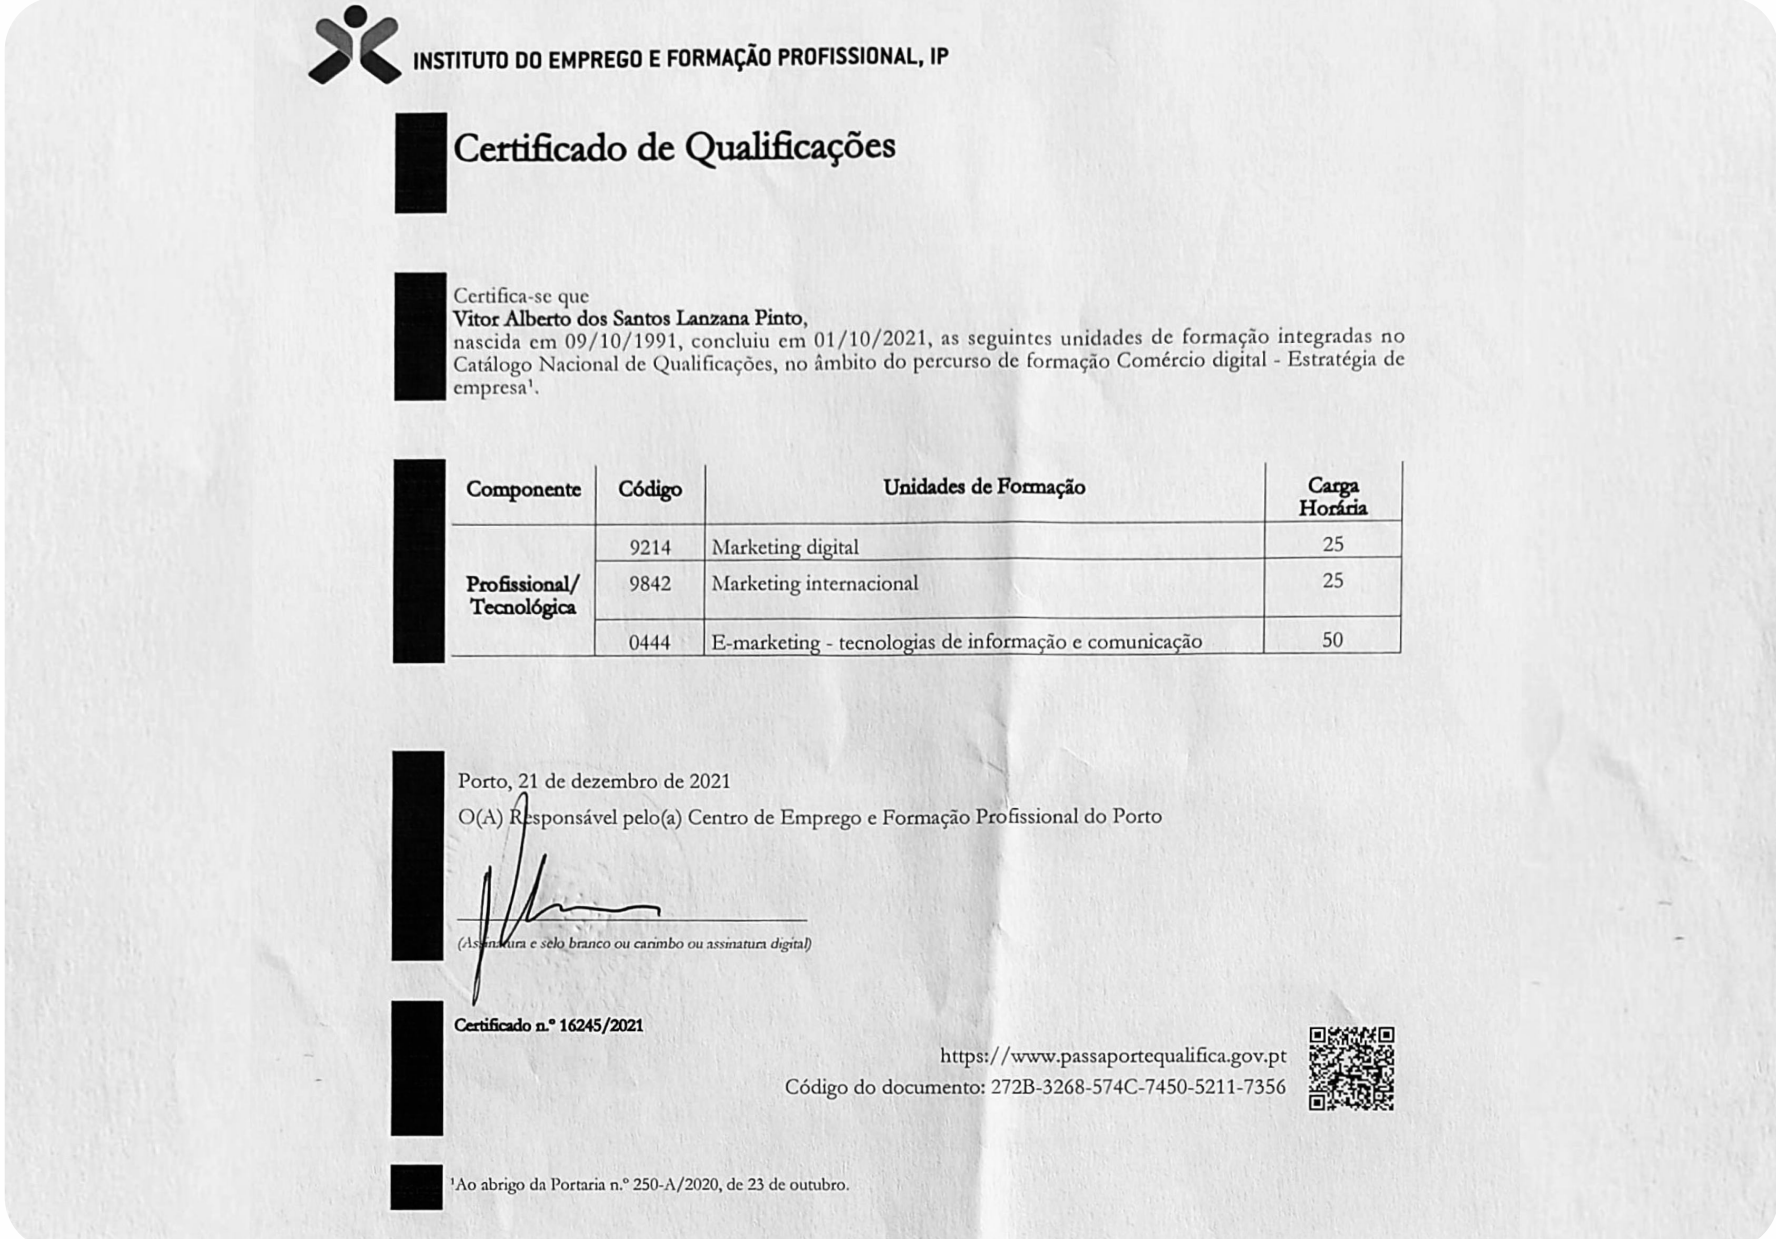 INSTITUTO DO EMPREGO E FORMAÇÃO PROFISSIONAL, IP
Certificado de Qualificações
Certifica-se que
Vitor Alberto dos Santos Lanzana Pinto,
nascida em 09/10/1991, concluiu em 01/10/2021, as seguintes unidades de formação integradas no
Catálogo Nacional de Qualificações, no âmbito do percurso de formação Comércio digital - Estratégia de
empresa¹.
Componente Código Unidades de Formação Carga Horária
Profissional/ Tecnológica
9214 Marketing digital 25
9842 Marketing internacional 25
0444 E-marketing - tecnologias de informação e comunicação 50
Porto, 21 de dezembro de 2021
O(A) Responsável pelo(a) Centro de Emprego e Formação Profissional do Porto
(Assinatura e selo branco ou carimbo ou assinatura digital)
Certificado n.º 16245/2021
https://www.passaportequalifica.gov.pt
Código do documento: 272B-3268-574C-7450-5211-7356
¹Ao abrigo da Portaria n.º 250-A/2020, de 23 de outubro.